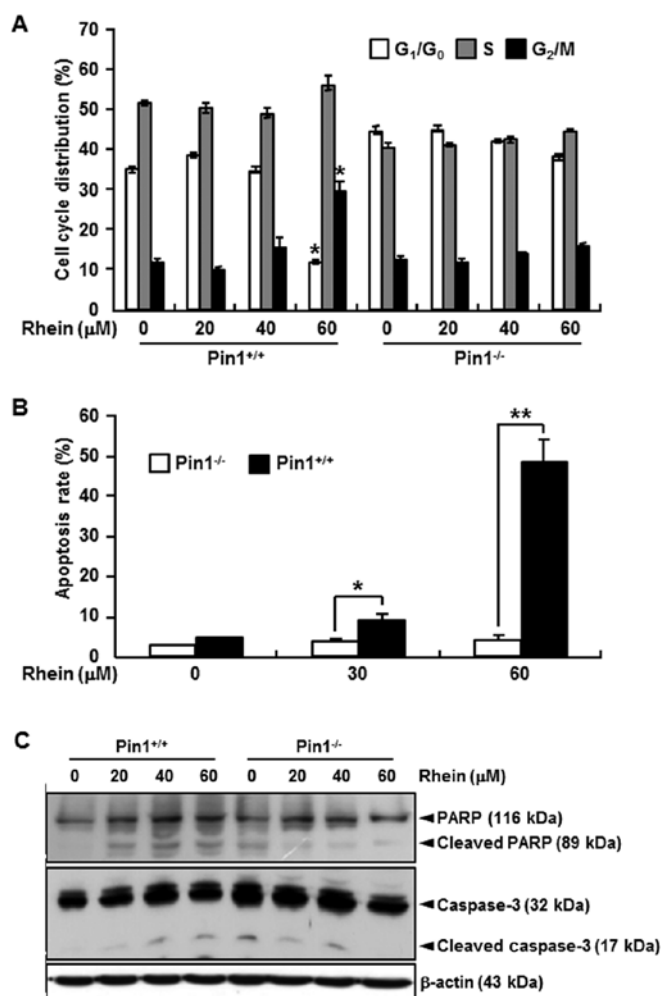 A
G₁/G₀ S G₂/M
Cell cycle distribution (%)
70
60
50
40
30
20
10
0
* *
Rhein (μM) 0 20 40 60 0 20 40 60
Pin1⁺/⁺ Pin1⁻/⁻
B
Apoptosis rate (%)
60
50
40
30
20
10
0
Pin1⁻/⁻ Pin1⁺/⁺
* **
Rhein (μM) 0 30 60
C
Pin1⁺/⁺ Pin1⁻/⁻
0 20 40 60 0 20 40 60 Rhein (μM)
PARP (116 kDa)
Cleaved PARP (89 kDa)
Caspase-3 (32 kDa)
Cleaved caspase-3 (17 kDa)
β-actin (43 kDa)